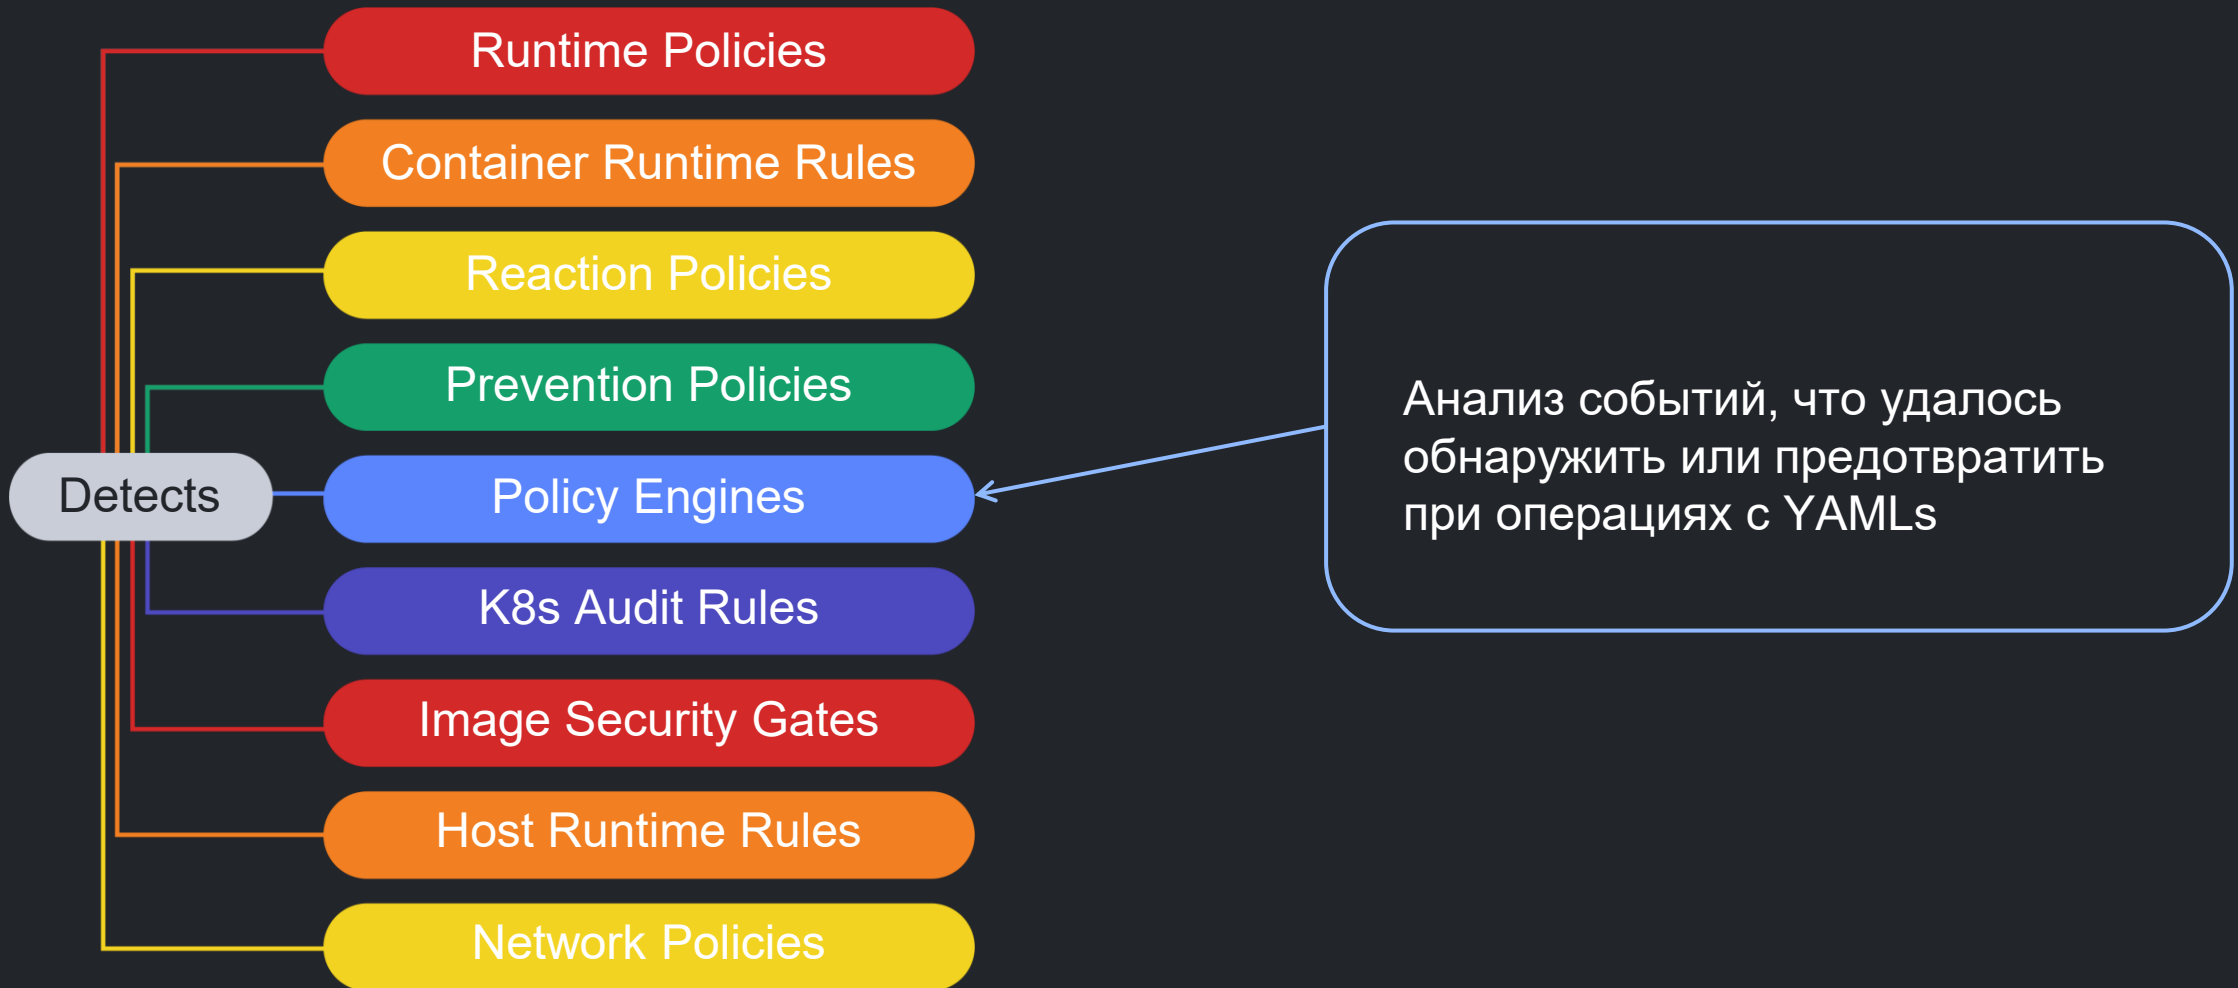 Runtime Policies
Container Runtime Rules
Reaction Policies
Prevention Policies
Detects
Policy Engines
K8s Audit Rules
Image Security Gates
Host Runtime Rules
Network Policies
Анализ событий, что удалось
обнаружить или предотвратить
при операциях с YAMLs